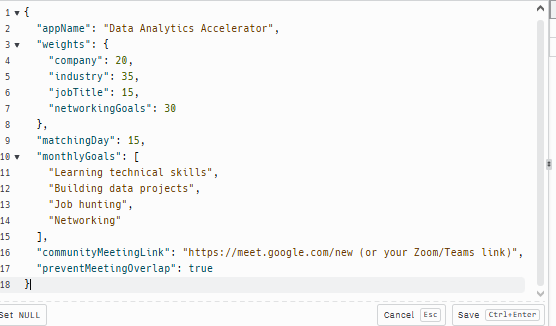 1 {
2 "appName": "Data Analytics Accelerator",
3 "weights": {
4 "company": 20,
5 "industry": 35,
6 "jobTitle": 15,
7 "networkingGoals": 30
8 },
9 "matchingDay": 15,
10 "monthlyGoals": [
11 "Learning technical skills",
12 "Building data projects",
13 "Job hunting",
14 "Networking"
15 ],
16 "communityMeetingLink": "https://meet.google.com/new (or your Zoom/Teams link)",
17 "preventMeetingOverlap": true
18 }
Set NULL Cancel Esc Save Ctrl+Enter